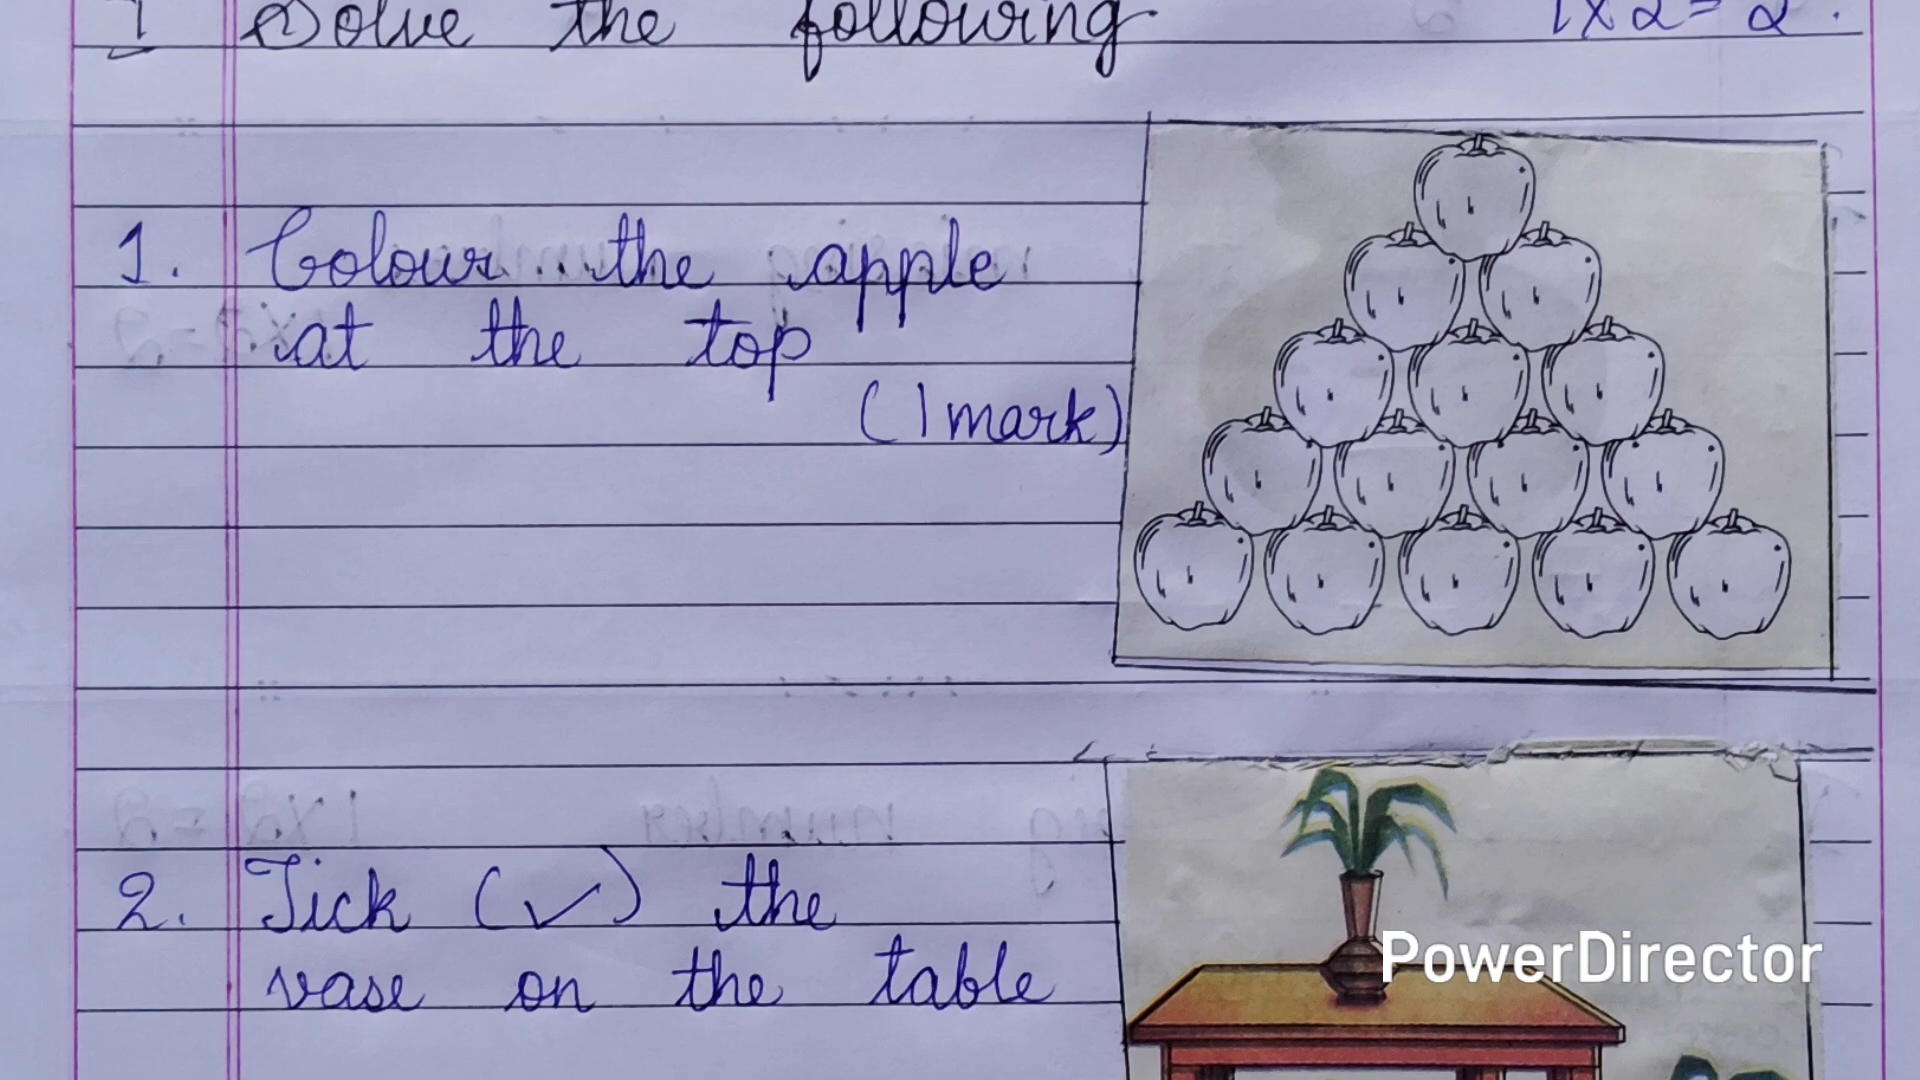 I Solve the following 1x2=2.
1. Colour the apple
at the top
(1 mark)
2. Tick (✓) the
vase on the table
PowerDirector